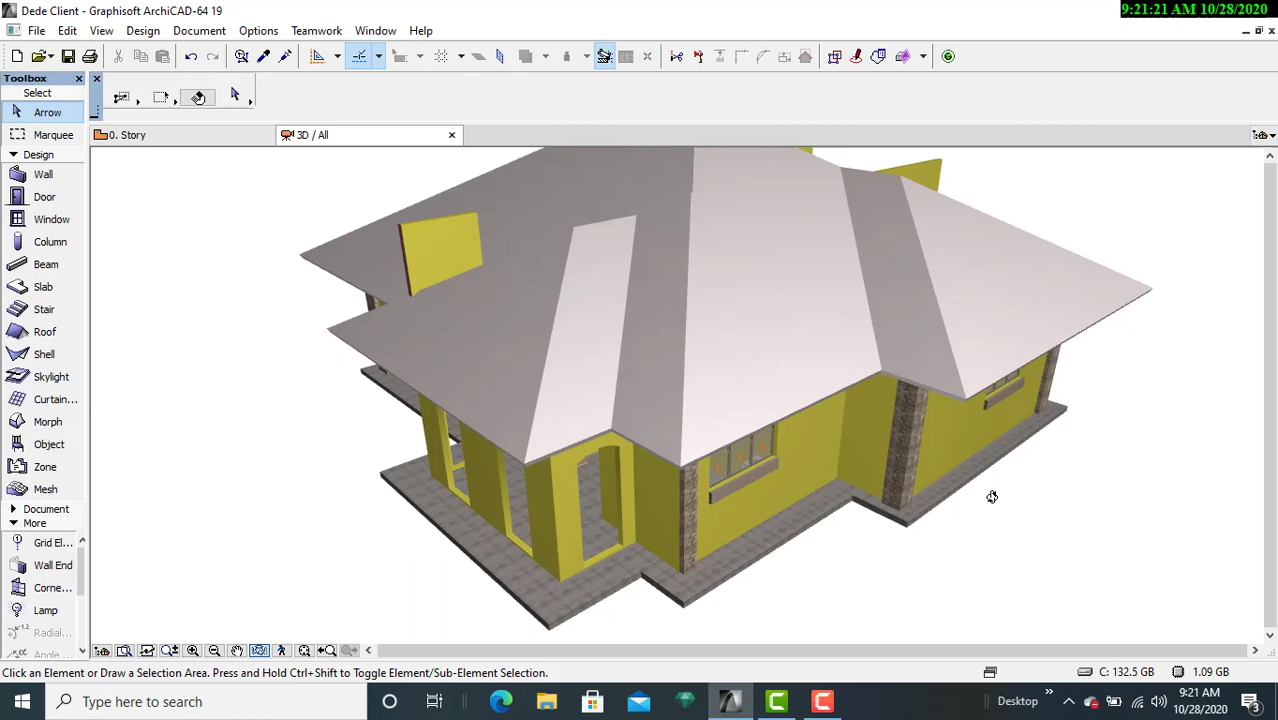 Dede Client - Graphisoft ArchiCAD-64 19
9:21:21 AM 10/28/2020
File Edit View Design Document Options Teamwork Window Help
Toolbox
Select
Arrow
Marquee
Design
Wall
Door
Window
Column
Beam
Slab
Stair
Roof
Shell
Skylight
Curtain...
Morph
Object
Zone
Mesh
Document
More
Grid El...
Wall End
Corne...
Lamp
Radial...
Angle
0. Story
3D / All
Click an Element or Draw a Selection Area. Press and Hold Ctrl+Shift to Toggle Element/Sub-Element Selection.
C: 132.5 GB
1.09 GB
Type here to search
Desktop
9:21 AM
10/28/2020
3